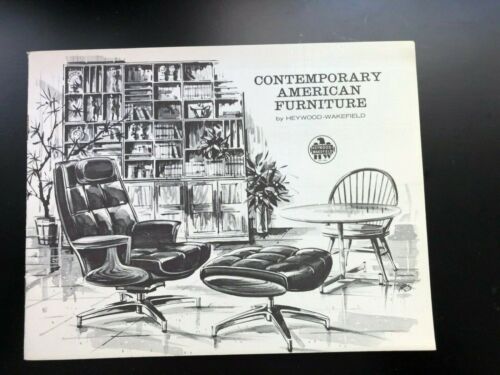 CONTEMPORARY
AMERICAN
FURNITURE
by HEYWOOD-WAKEFIELD